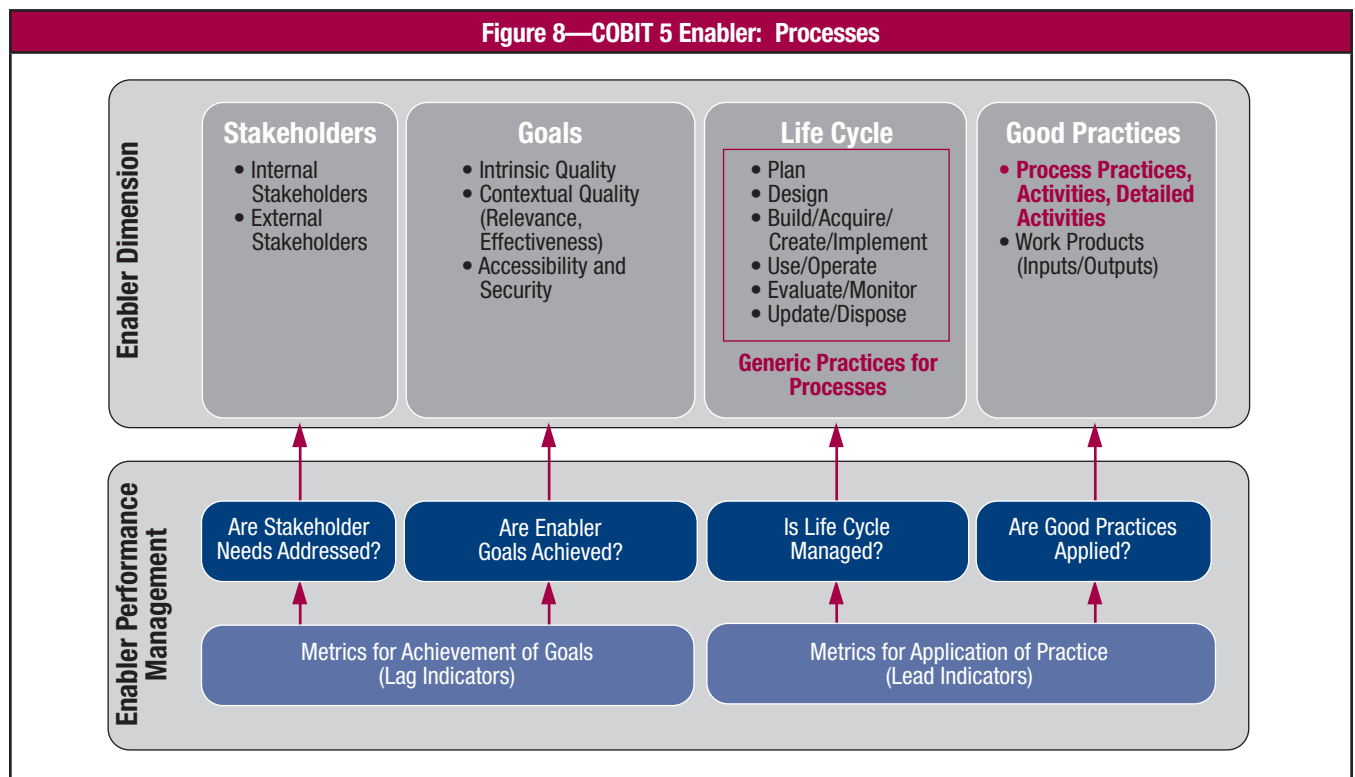 Figure 8—COBIT 5 Enabler: Processes
Enabler Dimension
Stakeholders
• Internal
Stakeholders
• External
Stakeholders
Goals
• Intrinsic Quality
• Contextual Quality
(Relevance,
Effectiveness)
• Accessibility and
Security
Life Cycle
• Plan
• Design
• Build/Acquire/
Create/Implement
• Use/Operate
• Evaluate/Monitor
• Update/Dispose
Generic Practices for
Processes
Good Practices
• Process Practices,
Activities, Detailed
Activities
• Work Products
(Inputs/Outputs)
Enabler Performance
Management
Are Stakeholder
Needs Addressed?
Are Enabler
Goals Achieved?
Is Life Cycle
Managed?
Are Good Practices
Applied?
Metrics for Achievement of Goals
(Lag Indicators)
Metrics for Application of Practice
(Lead Indicators)